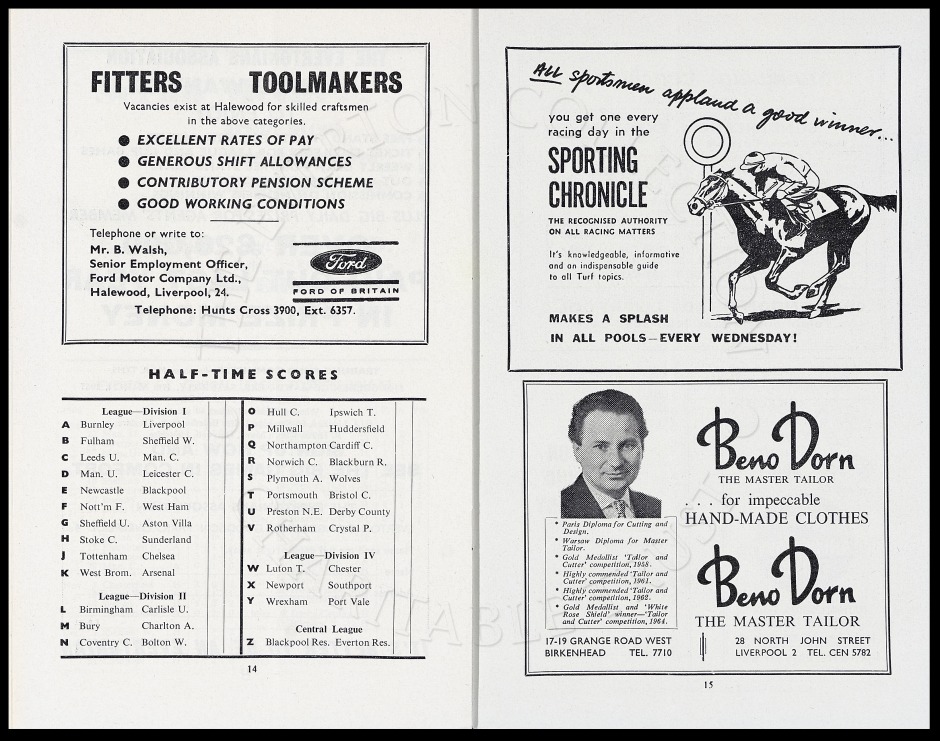 FITTERS TOOLMAKERS
Vacancies exist at Halewood for skilled craftsmen
in the above categories.
● EXCELLENT RATES OF PAY
● GENEROUS SHIFT ALLOWANCES
● CONTRIBUTORY PENSION SCHEME
● GOOD WORKING CONDITIONS
Telephone or write to:
Mr. B. Walsh,
Senior Employment Officer,
Ford Motor Company Ltd.,
Halewood, Liverpool, 24.
Ford
FORD OF BRITAIN
Telephone: Hunts Cross 3900, Ext. 6357.
HALF-TIME SCORES
League—Division I
A Burnley Liverpool
B Fulham Sheffield W.
C Leeds U. Man. C.
D Man. U. Leicester C.
E Newcastle Blackpool
F Nott'm F. West Ham
G Sheffield U. Aston Villa
H Stoke C. Sunderland
J Tottenham Chelsea
K West Brom. Arsenal
League—Division II
L Birmingham Carlisle U.
M Bury Charlton A.
N Coventry C. Bolton W.
O Hull C. Ipswich T.
P Millwall Huddersfield
Q Northampton Cardiff C.
R Norwich C. Blackburn R.
S Plymouth A. Wolves
T Portsmouth Bristol C.
U Preston N.E. Derby County
V Rotherham Crystal P.
League—Division IV
W Luton T. Chester
X Newport Southport
Y Wrexham Port Vale
Central League
Z Blackpool Res. Everton Res.
14
ALL sportsmen applaud a good winner...
you get one every
racing day in the
SPORTING
CHRONICLE
THE RECOGNISED AUTHORITY
ON ALL RACING MATTERS
It's knowledgeable, informative
and an indispensable guide
to all Turf topics.
1
MAKES A SPLASH
IN ALL POOLS—EVERY WEDNESDAY!
* Paris Diploma for Cutting and
Design.
* Warsaw Diploma for Master
Tailor.
* Gold Medallist 'Tailor and
Cutter' competition, 1958.
* Highly commended 'Tailor and
Cutter' competition, 1961.
* Highly commended 'Tailor and
Cutter' competition, 1962.
* Gold Medallist and 'White
Rose Shield' winner—'Tailor
and Cutter' competition, 1964.
Beno Dorn
THE MASTER TAILOR
. . . . for impeccable
HAND-MADE CLOTHES
Beno Dorn
THE MASTER TAILOR
17-19 GRANGE ROAD WEST
BIRKENHEAD TEL. 7710
28 NORTH JOHN STREET
LIVERPOOL 2 TEL. CEN 5782
15